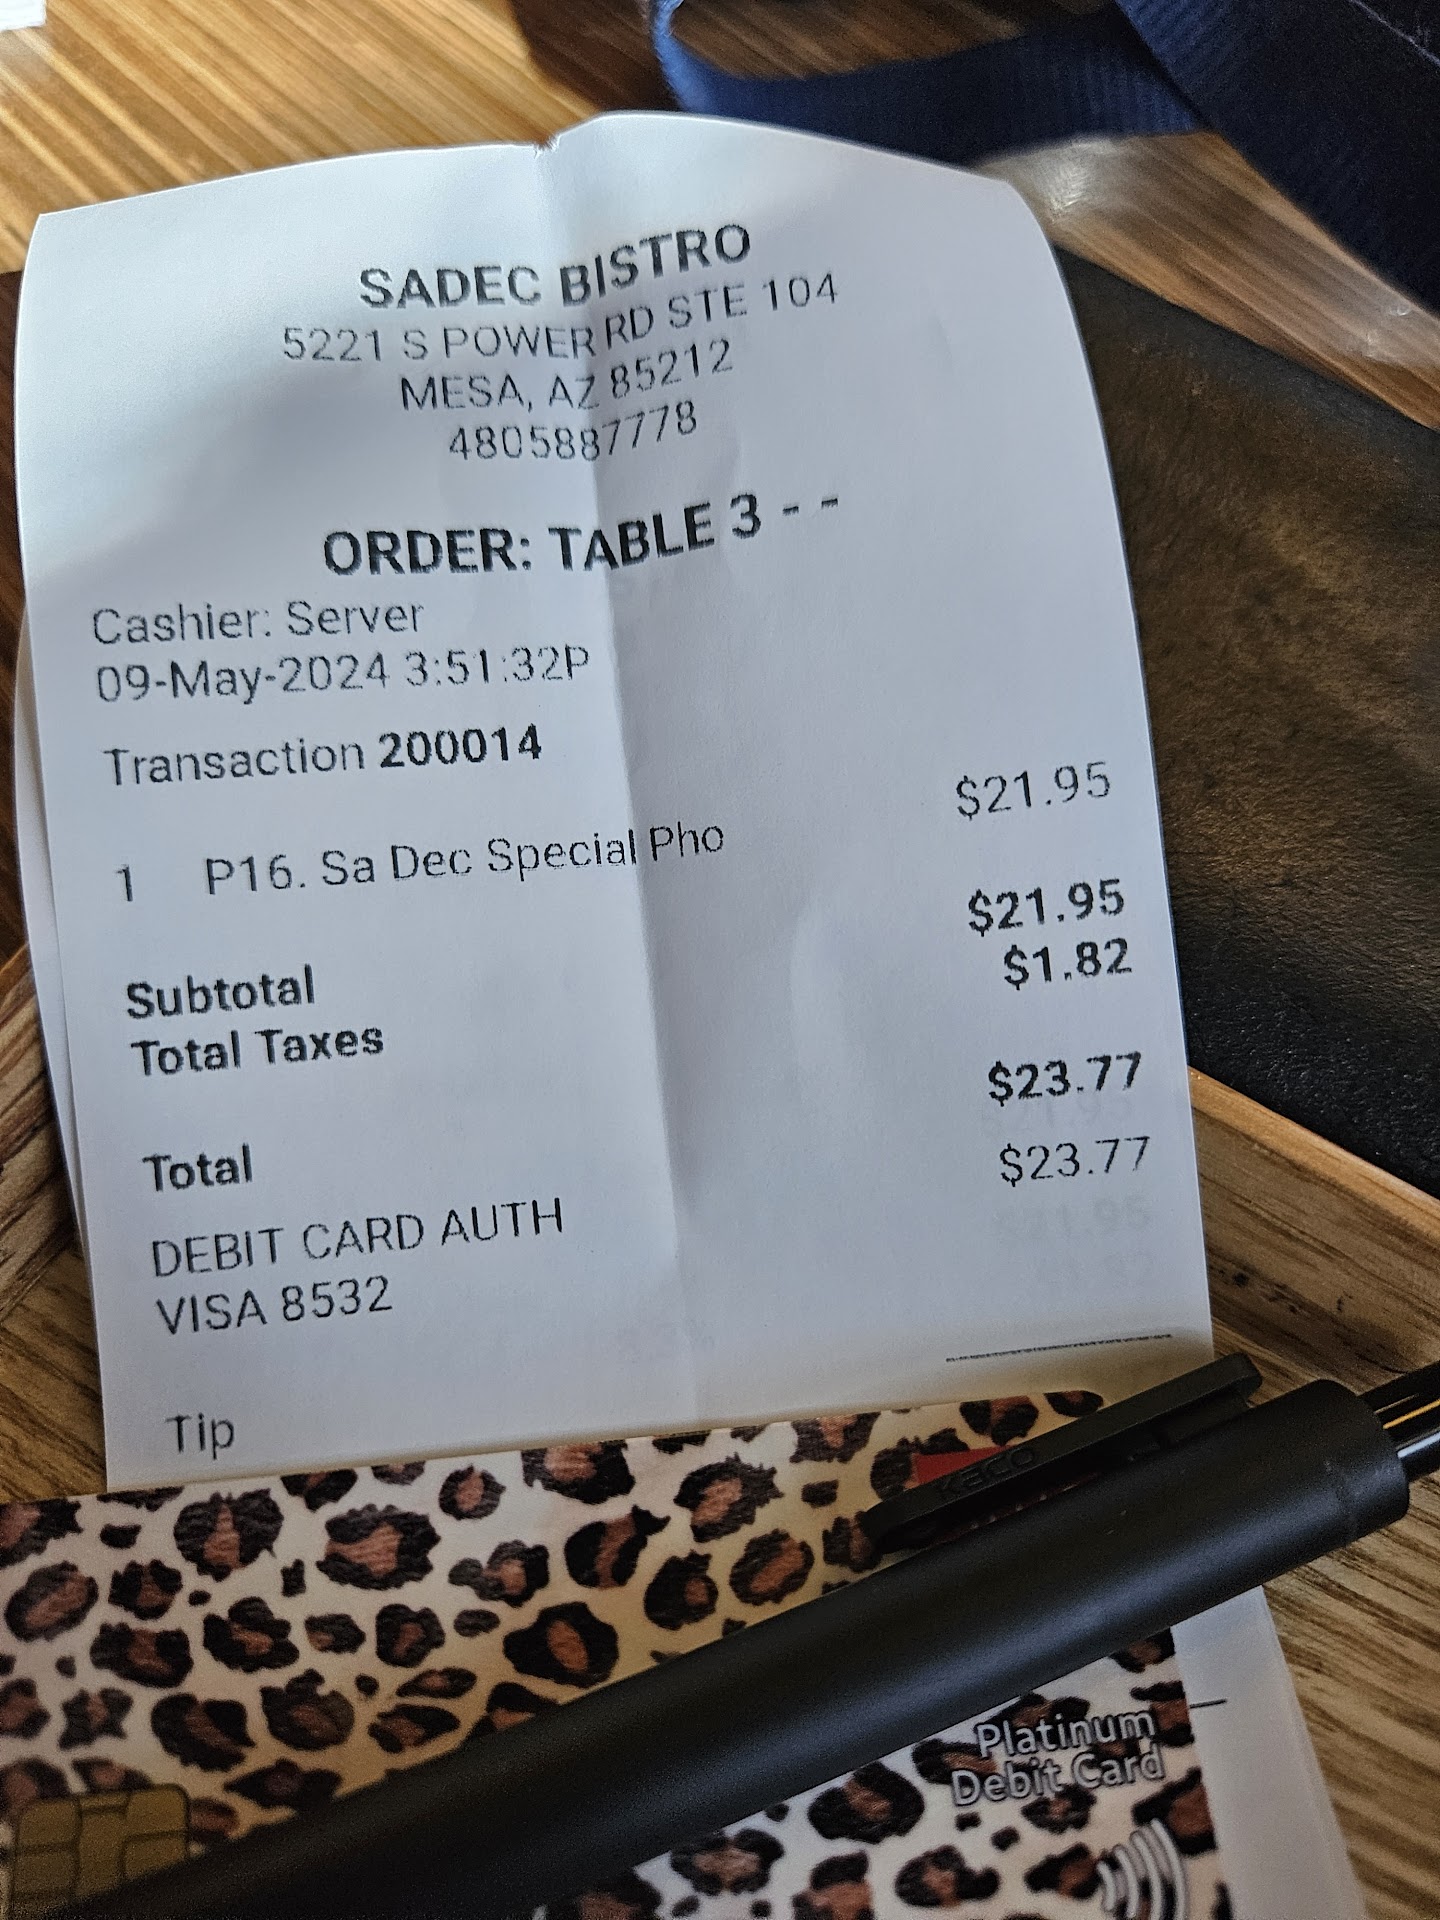 SADEC BISTRO
5221 S POWER RD STE 104
MESA, AZ 85212
4805887778
ORDER: TABLE 3 - -
Cashier: Server
09-May-2024 3:51:32P
Transaction 200014
1 P16. Sa Dec Special Pho $21.95
Subtotal $21.95
Total Taxes $1.82
Total $23.77
DEBIT CARD AUTH $23.77
VISA 8532
Tip
KACO
Platinum
Debit Card